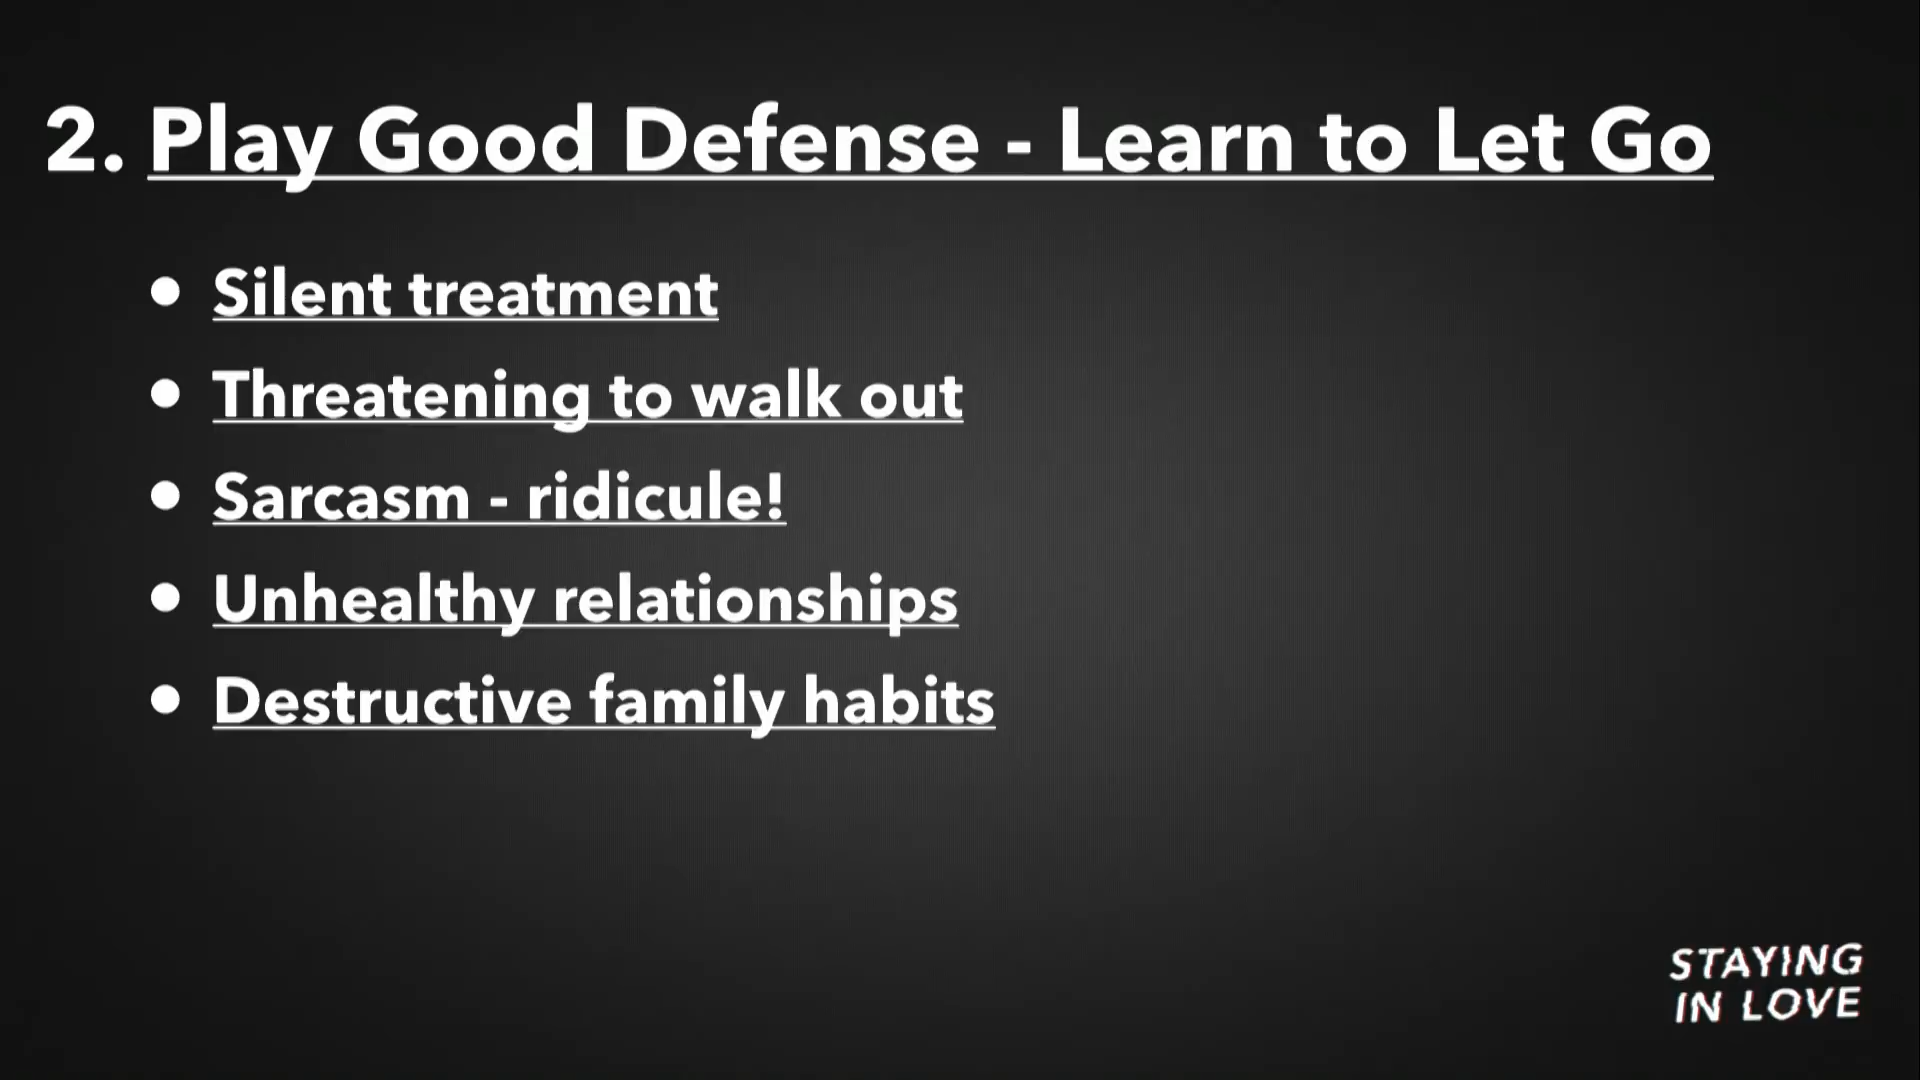 2. Play Good Defense - Learn to Let Go
• Silent treatment
• Threatening to walk out
• Sarcasm - ridicule!
• Unhealthy relationships
• Destructive family habits
STAYING
IN LOVE